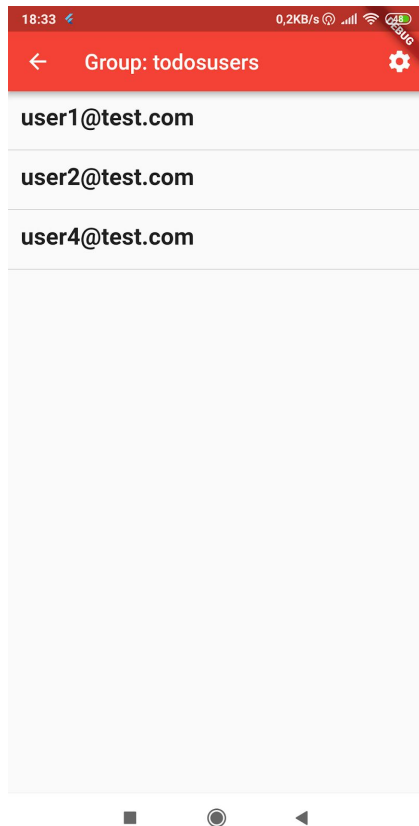 18:33 0,2KB/s 48
DEBUG
Group: todosusers
user1@test.com
user2@test.com
user4@test.com